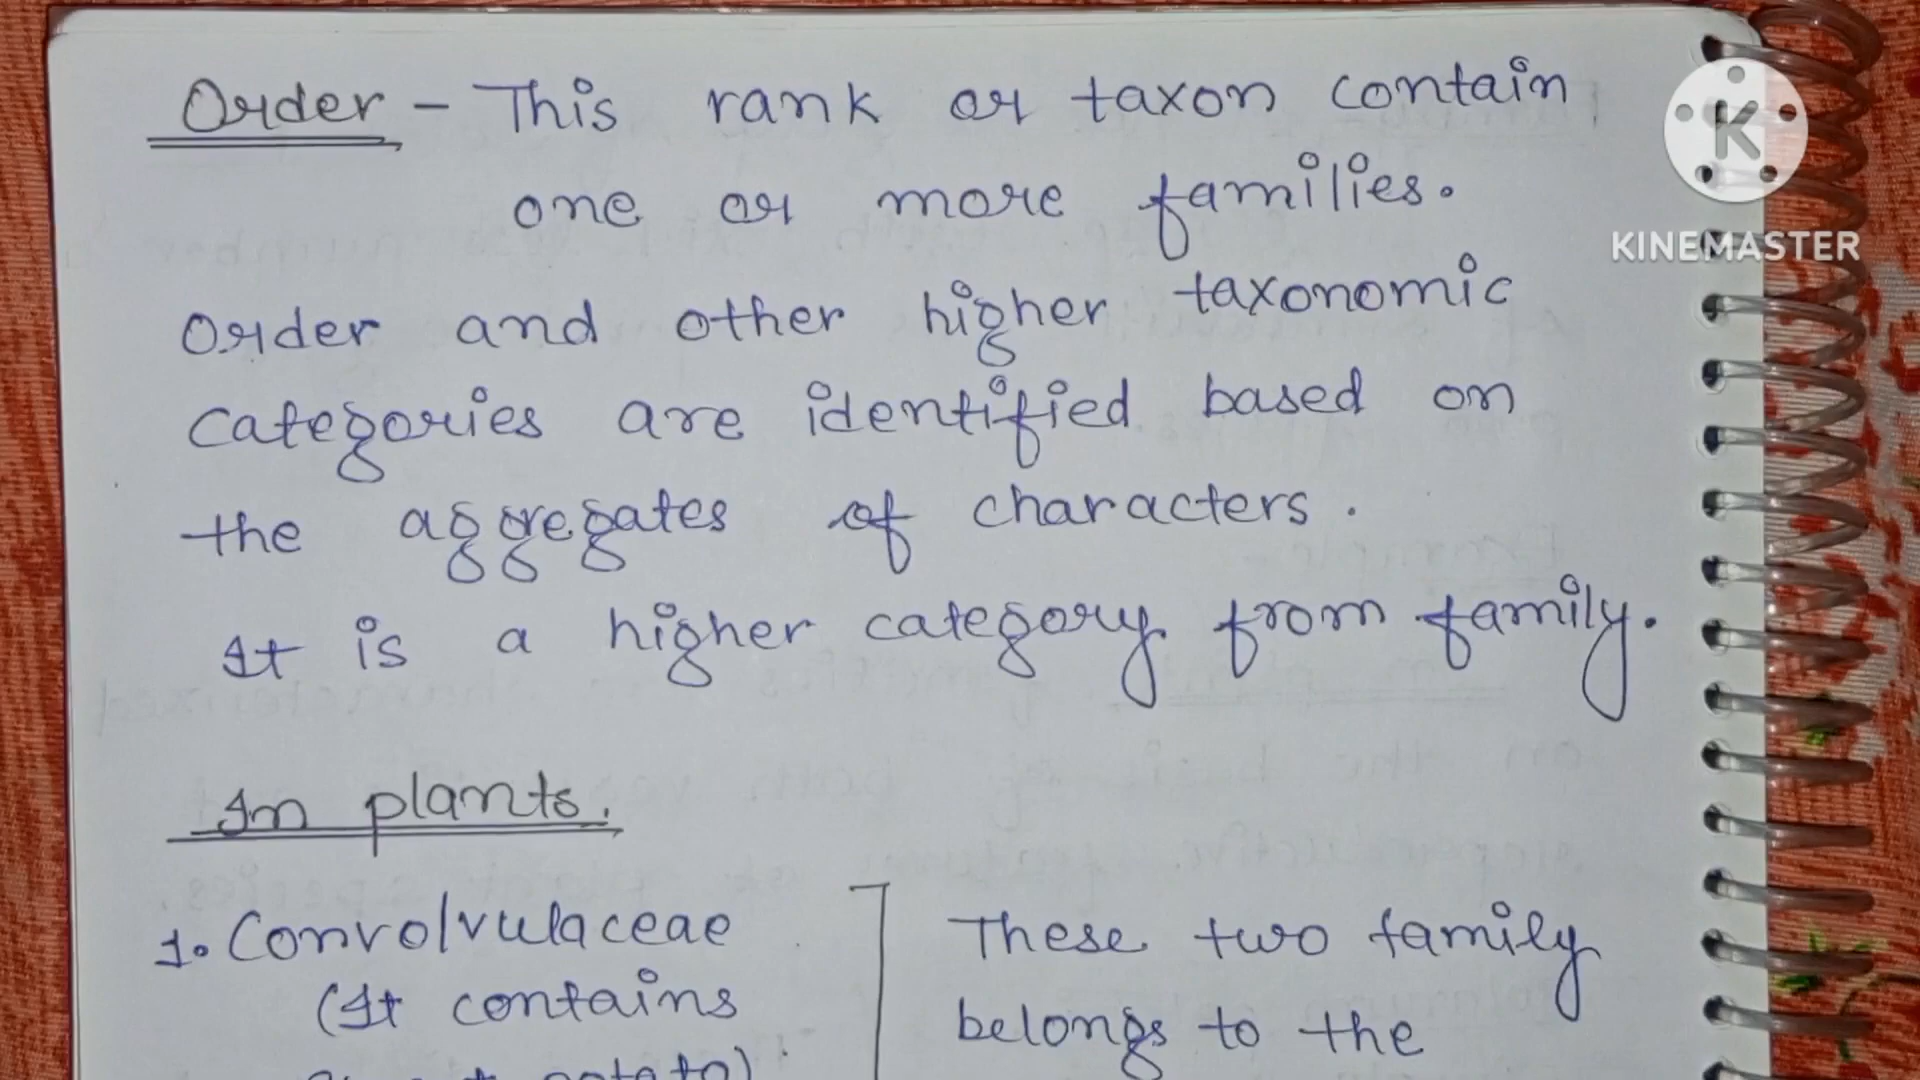 Order - This rank or taxon contain
one or more families.
Order and other higher taxonomic
categories are identified based on
the aggregates of characters.
It is a higher category from family.
In plants.
1. Convolvulaceae
(It contains
potato)
These two family
belongs to the
K
KINEMASTER